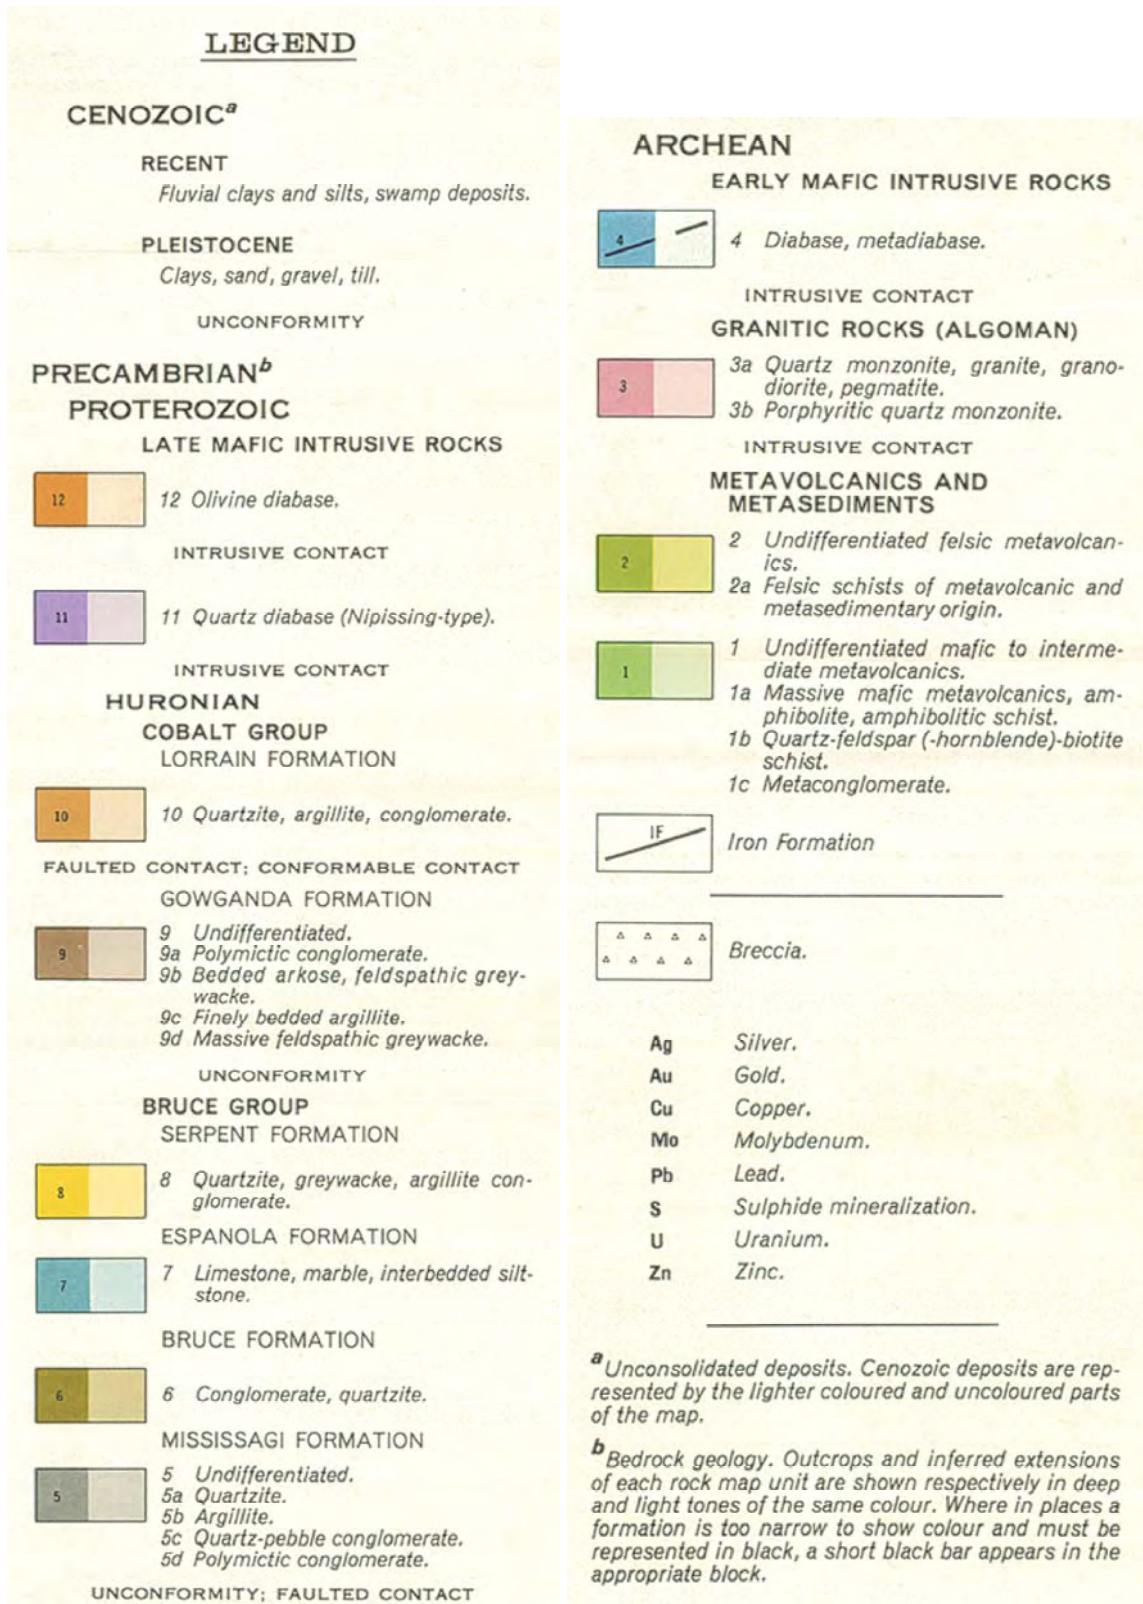 LEGEND
CENOZOICᵃ
RECENT
Fluvial clays and silts, swamp deposits.
PLEISTOCENE
Clays, sand, gravel, till.
UNCONFORMITY
PRECAMBRIANᵇ
PROTEROZOIC
LATE MAFIC INTRUSIVE ROCKS
12 12 Olivine diabase.
INTRUSIVE CONTACT
11 11 Quartz diabase (Nipissing-type).
INTRUSIVE CONTACT
HURONIAN
COBALT GROUP
LORRAIN FORMATION
10 10 Quartzite, argillite, conglomerate.
FAULTED CONTACT; CONFORMABLE CONTACT
GOWGANDA FORMATION
9 9 Undifferentiated.
9a Polymictic conglomerate.
9b Bedded arkose, feldspathic grey-
wacke.
9c Finely bedded argillite.
9d Massive feldspathic greywacke.
UNCONFORMITY
BRUCE GROUP
SERPENT FORMATION
8 8 Quartzite, greywacke, argillite con-
glomerate.
ESPANOLA FORMATION
7 7 Limestone, marble, interbedded silt-
stone.
BRUCE FORMATION
6 6 Conglomerate, quartzite.
MISSISSAGI FORMATION
5 5 Undifferentiated.
5a Quartzite.
5b Argillite.
5c Quartz-pebble conglomerate.
5d Polymictic conglomerate.
UNCONFORMITY; FAULTED CONTACT
ARCHEAN
EARLY MAFIC INTRUSIVE ROCKS
4 4 Diabase, metadiabase.
INTRUSIVE CONTACT
GRANITIC ROCKS (ALGOMAN)
3 3a Quartz monzonite, granite, grano-
diorite, pegmatite.
3b Porphyritic quartz monzonite.
INTRUSIVE CONTACT
METAVOLCANICS AND
METASEDIMENTS
2 2 Undifferentiated felsic metavolcan-
ics.
2a Felsic schists of metavolcanic and
metasedimentary origin.
1 1 Undifferentiated mafic to interme-
diate metavolcanics.
1a Massive mafic metavolcanics, am-
phibolite, amphibolitic schist.
1b Quartz-feldspar (-hornblende)-biotite
schist.
1c Metaconglomerate.
IF Iron Formation
Breccia.
Ag Silver.
Au Gold.
Cu Copper.
Mo Molybdenum.
Pb Lead.
S Sulphide mineralization.
U Uranium.
Zn Zinc.
ᵃUnconsolidated deposits. Cenozoic deposits are rep-
resented by the lighter coloured and uncoloured parts
of the map.
ᵇBedrock geology. Outcrops and inferred extensions
of each rock map unit are shown respectively in deep
and light tones of the same colour. Where in places a
formation is too narrow to show colour and must be
represented in black, a short black bar appears in the
appropriate block.